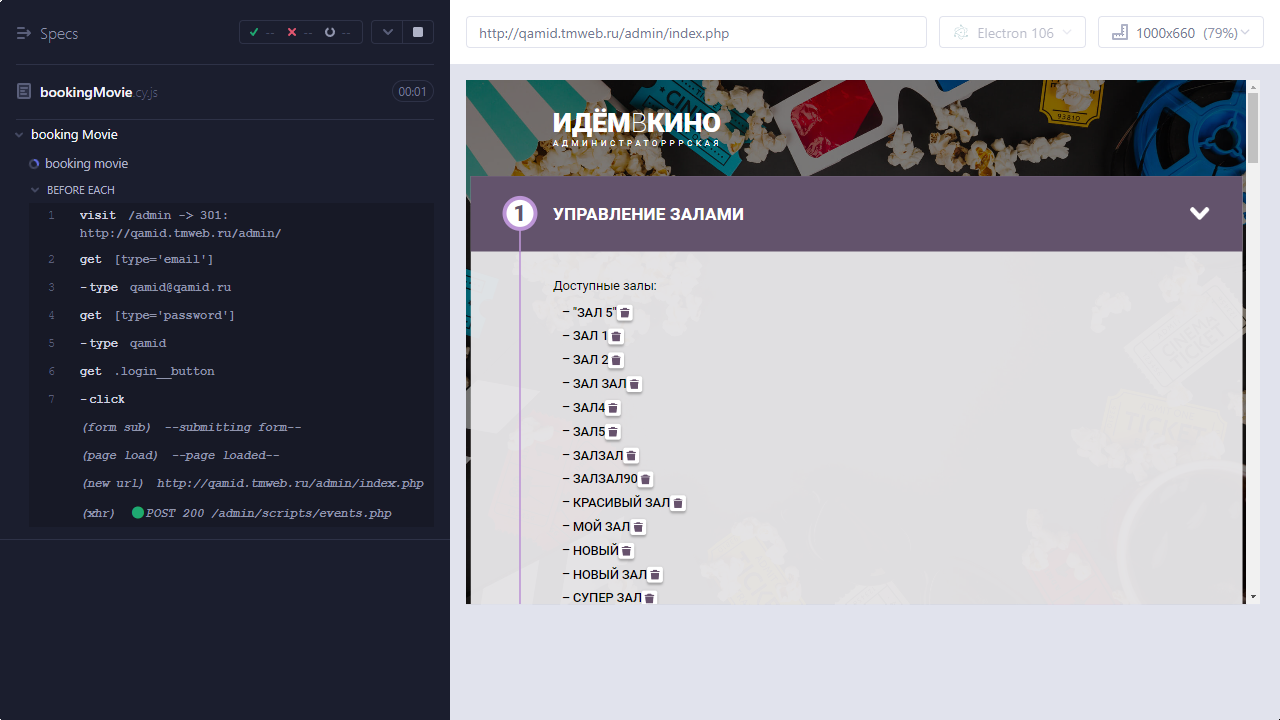 Specs
-- -- --
bookingMovie.cy.js
00:01
booking Movie
booking movie
BEFORE EACH
1 visit /admin -> 301:
http://qamid.tmweb.ru/admin/
2 get [type='email']
3 -type qamid@qamid.ru
4 get [type='password']
5 -type qamid
6 get .login__button
7 -click
(form sub) --submitting form--
(page load) --page loaded--
(new url) http://qamid.tmweb.ru/admin/index.php
(xhr) POST 200 /admin/scripts/events.php
http://qamid.tmweb.ru/admin/index.php
Electron 106
1000x660 (79%)
ИДЁМВКИНО
АДМИНИСТРАТОРРРСКАЯ
1 УПРАВЛЕНИЕ ЗАЛАМИ
Доступные залы:
– "ЗАЛ 5"
– ЗАЛ 1
– ЗАЛ 2
– ЗАЛ ЗАЛ
– ЗАЛ4
– ЗАЛ5
– ЗАЛЗАЛ
– ЗАЛЗАЛ90
– КРАСИВЫЙ ЗАЛ
– МОЙ ЗАЛ
– НОВЫЙ
– НОВЫЙ ЗАЛ
– СУПЕР ЗАЛ